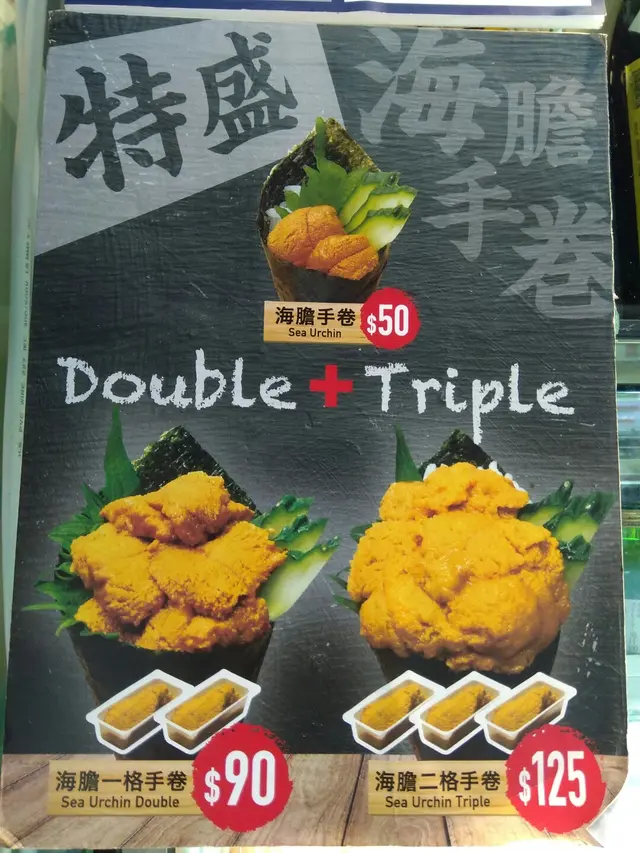 特盛
海膽
手卷
海膽手卷
Sea Urchin
$50
Double + Triple
海膽一格手卷
Sea Urchin Double
$90
海膽二格手卷
Sea Urchin Triple
$125